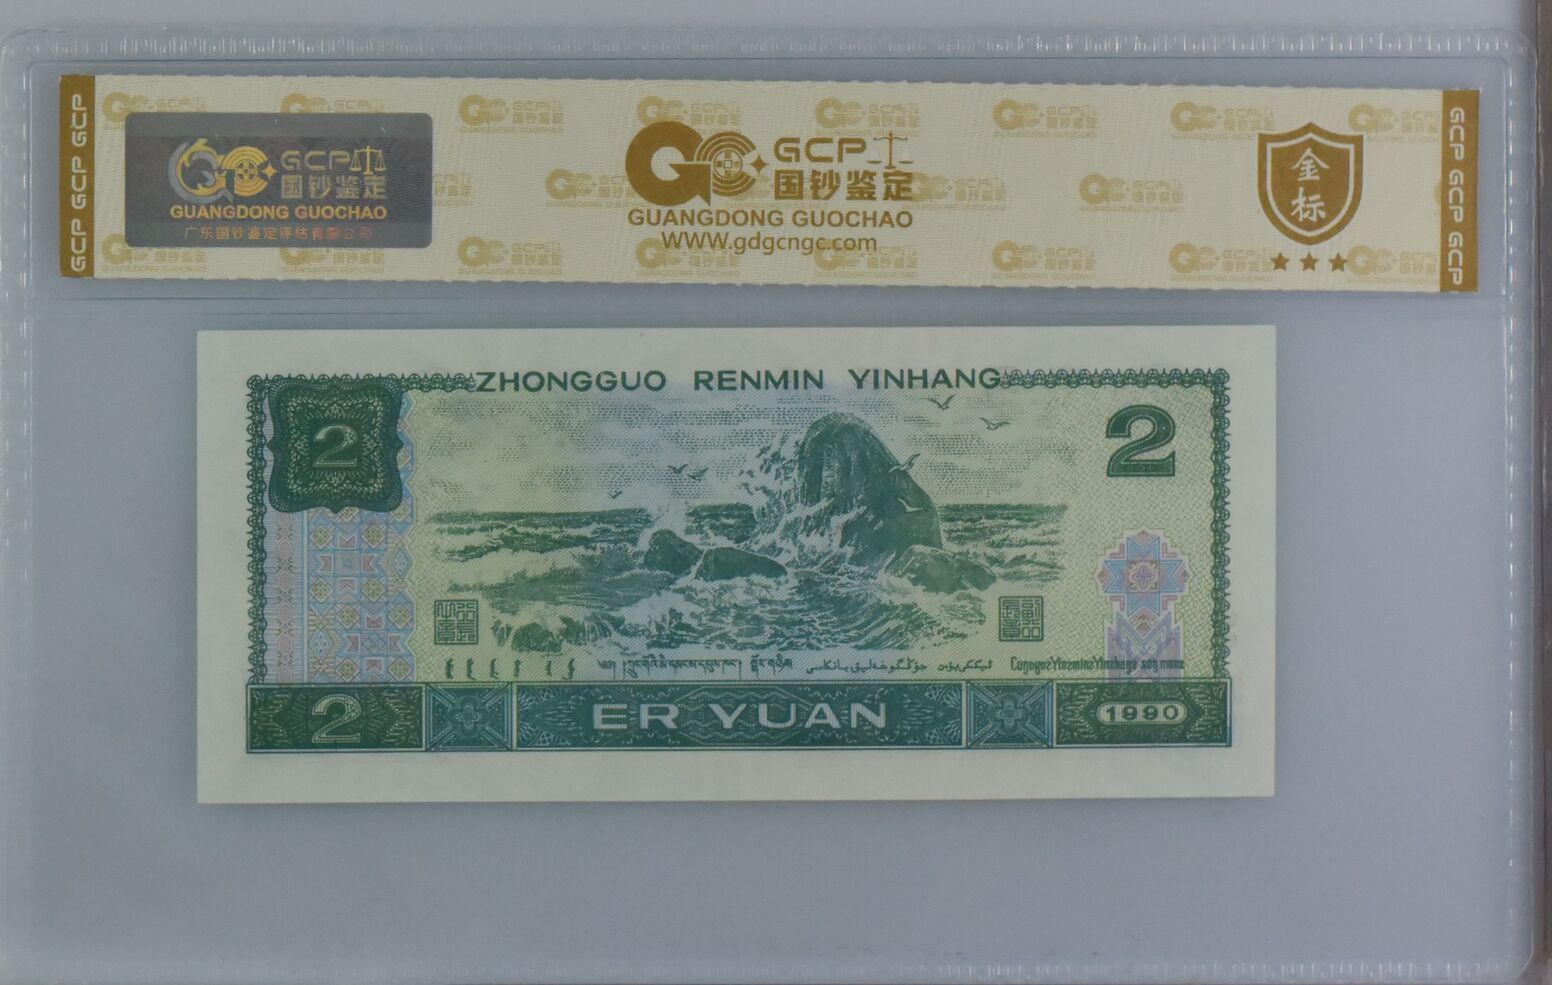 GCP GCP GCP
GCP
国钞鉴定
GUANGDONG GUOCHAO
广东国钞鉴定评估有限公司
GCP
国钞鉴定
GUANGDONG GUOCHAO
WWW.gdgcngc.com
金标
GCP GCP GCP
ZHONGGUO RENMIN YINHANG
2
2
2
ER YUAN
1990